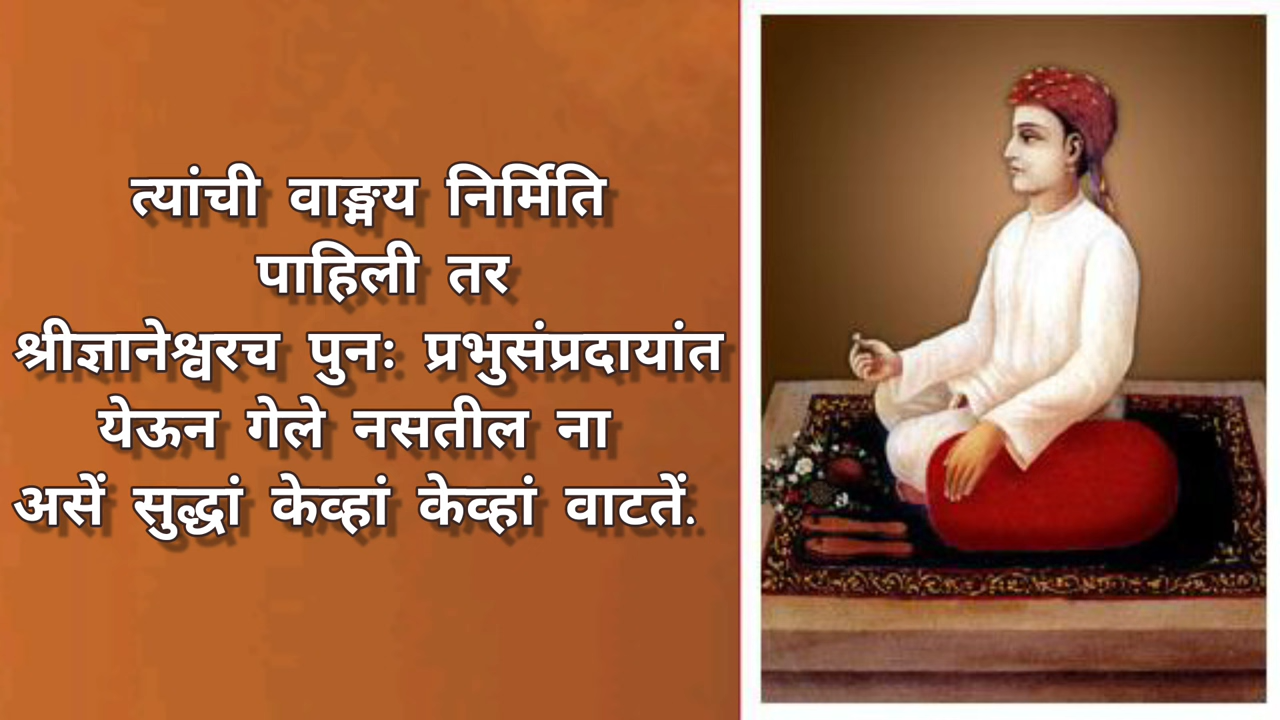 त्यांची वाङ्मय निर्मिति
पाहिली तर
श्रीज्ञानेश्वरच पुनः प्रभुसंप्रदायांत
येऊन गेले नसतील ना
असें सुद्धां केव्हां केव्हां वाटतें.